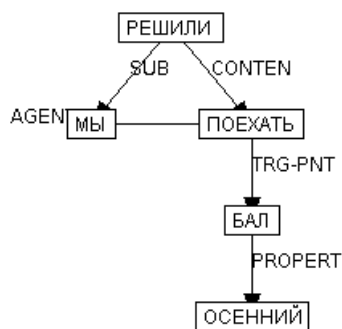 РЕШИЛИ
SUB CONTEN
AGEN МЫ ПОЕХАТЬ
TRG-PNT
БАЛ
PROPERT
ОСЕННИЙ